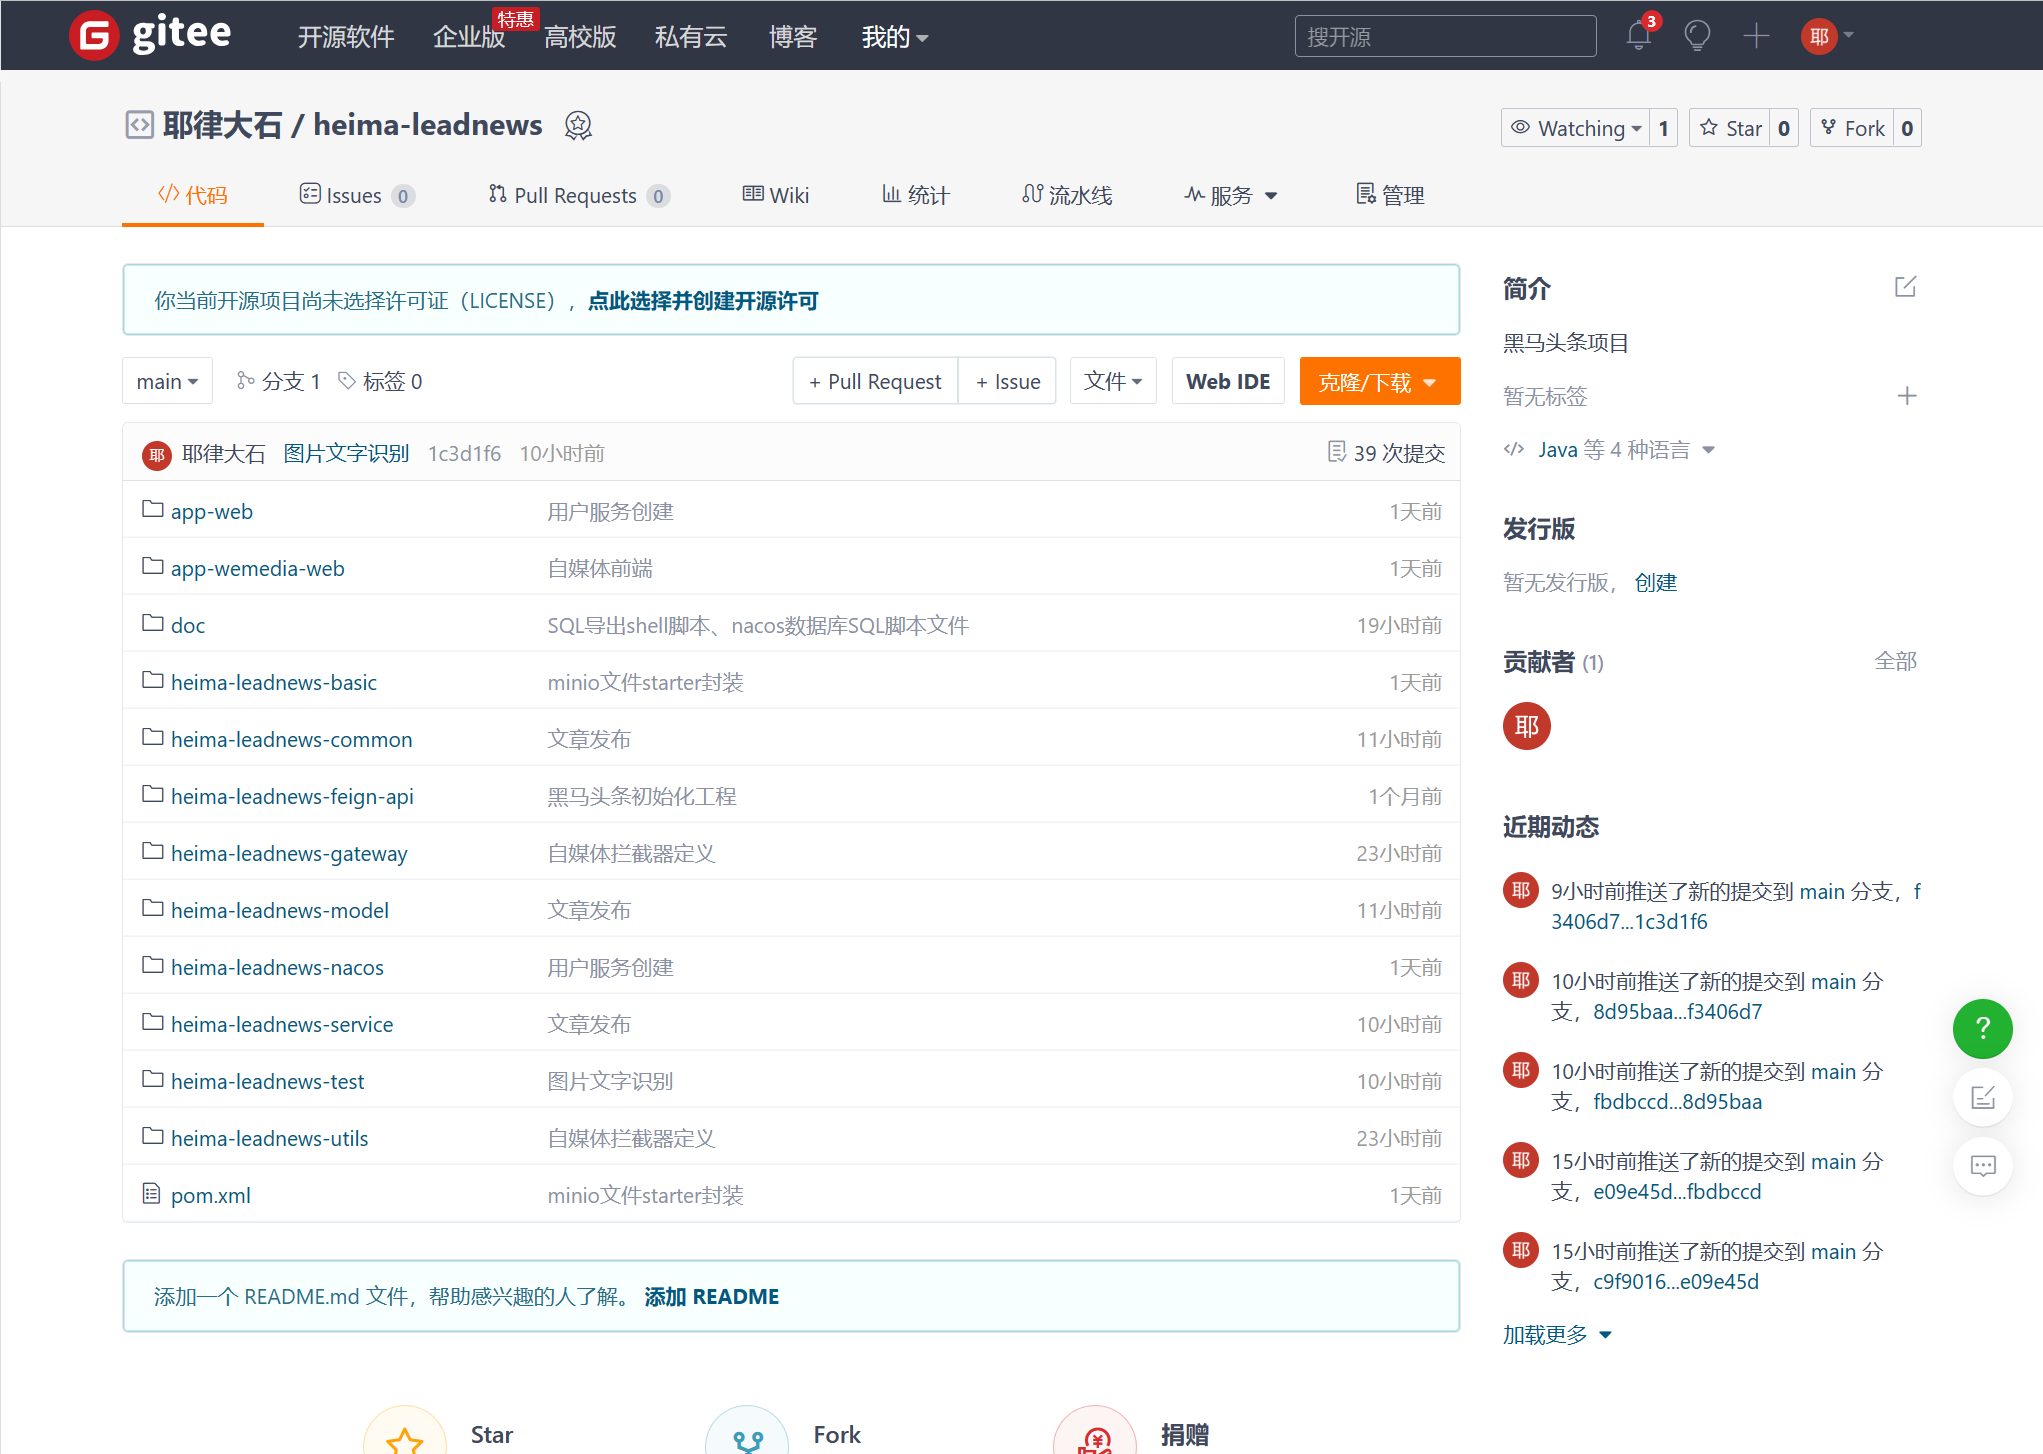 gitee 开源软件 企业版 特惠 高校版 私有云 博客 我的 搜开源 3 耶
耶律大石 / heima-leadnews Watching 1 Star 0 Fork 0
代码 Issues 0 Pull Requests 0 Wiki 统计 流水线 服务 管理
你当前开源项目尚未选择许可证（LICENSE），点此选择并创建开源许可
main 分支 1 标签 0 + Pull Request + Issue 文件 Web IDE 克隆/下载
耶 耶律大石 图片文字识别 1c3d1f6 10小时前 39 次提交
app-web 用户服务创建 1天前
app-wemedia-web 自媒体前端 1天前
doc SQL导出shell脚本、nacos数据库SQL脚本文件 19小时前
heima-leadnews-basic minio文件starter封装 1天前
heima-leadnews-common 文章发布 11小时前
heima-leadnews-feign-api 黑马头条初始化工程 1个月前
heima-leadnews-gateway 自媒体拦截器定义 23小时前
heima-leadnews-model 文章发布 11小时前
heima-leadnews-nacos 用户服务创建 1天前
heima-leadnews-service 文章发布 10小时前
heima-leadnews-test 图片文字识别 10小时前
heima-leadnews-utils 自媒体拦截器定义 23小时前
pom.xml minio文件starter封装 1天前
添加一个 README.md 文件，帮助感兴趣的人了解。 添加 README
Star Fork 捐赠
简介
黑马头条项目
暂无标签
Java 等 4 种语言
发行版
暂无发行版， 创建
贡献者 (1) 全部
耶
近期动态
耶 9小时前推送了新的提交到 main 分支，f
3406d7...1c3d1f6
耶 10小时前推送了新的提交到 main 分
支，8d95baa...f3406d7
耶 10小时前推送了新的提交到 main 分
支，fbdbccd...8d95baa
耶 15小时前推送了新的提交到 main 分
支，e09e45d...fbdbccd
耶 15小时前推送了新的提交到 main 分
支，c9f9016...e09e45d
加载更多
?